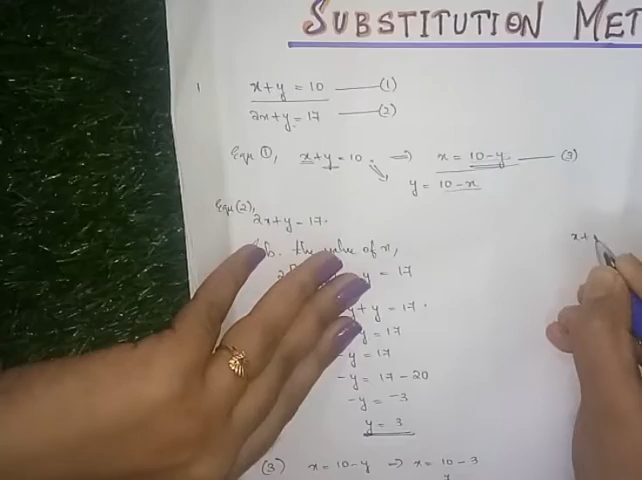 SUBSTITUTION MET
1 x+y = 10 ——— (1)
2x+y = 17 ——— (2)
Eqn ①, x+y = 10. ⇒ x = 10-y. ——— (3)
y = 10-x
Eqn (2),
2x+y = 17.
the value of x,
y = 17
y+y = 17.
y = 17
-y = 17
-y = 17-20
-y = -3
y = 3
(3) x = 10-y → x = 10-3
x+